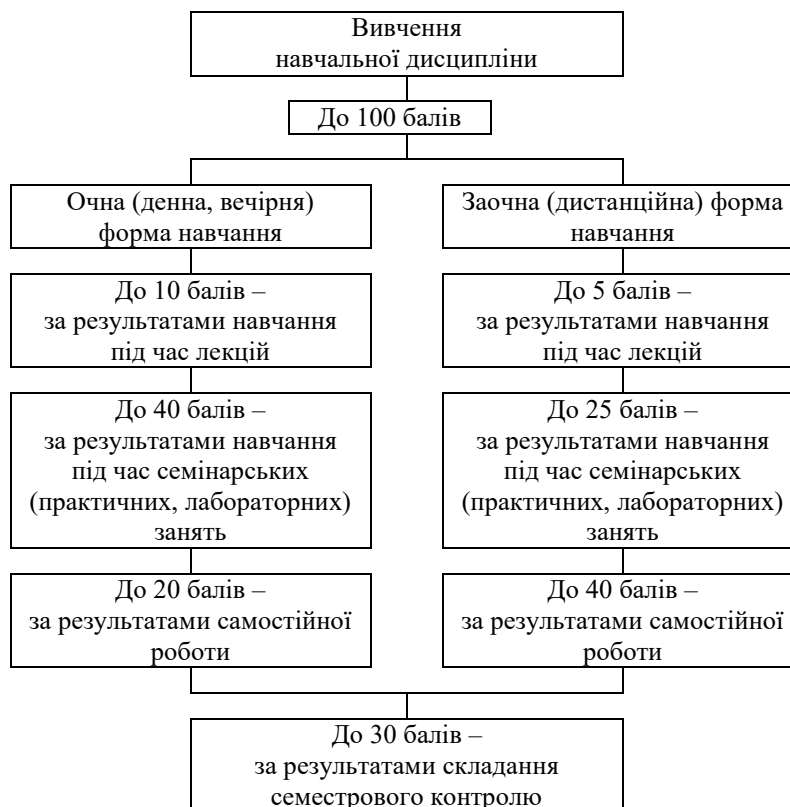 Вивчення
навчальної дисципліни
До 100 балів
Очна (денна, вечірня)
форма навчання
До 10 балів –
за результатами навчання
під час лекцій
До 40 балів –
за результатами навчання
під час семінарських
(практичних, лабораторних)
занять
До 20 балів –
за результатами самостійної
роботи
Заочна (дистанційна) форма
навчання
До 5 балів –
за результатами навчання
під час лекцій
До 25 балів –
за результатами навчання
під час семінарських
(практичних, лабораторних)
занять
До 40 балів –
за результатами самостійної
роботи
До 30 балів –
за результатами складання
семестрового контролю